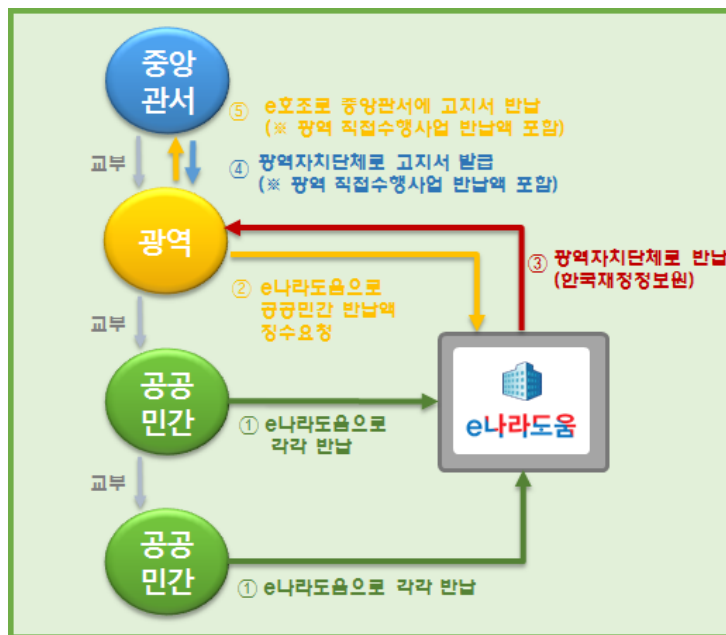 중앙
관서
⑤ e호조로 중앙관서에 고지서 반납
(※ 광역 직접수행사업 반납액 포함)
교부
④ 광역자치단체로 고지서 발급
(※ 광역 직접수행사업 반납액 포함)
광역
③ 광역자치단체로 반납
(한국재정정보원)
② e나라도움으로
공공민간 반납액
징수요청
교부
공공
민간
① e나라도움으로
각각 반납
e나라도움
교부
공공
민간
① e나라도움으로 각각 반납